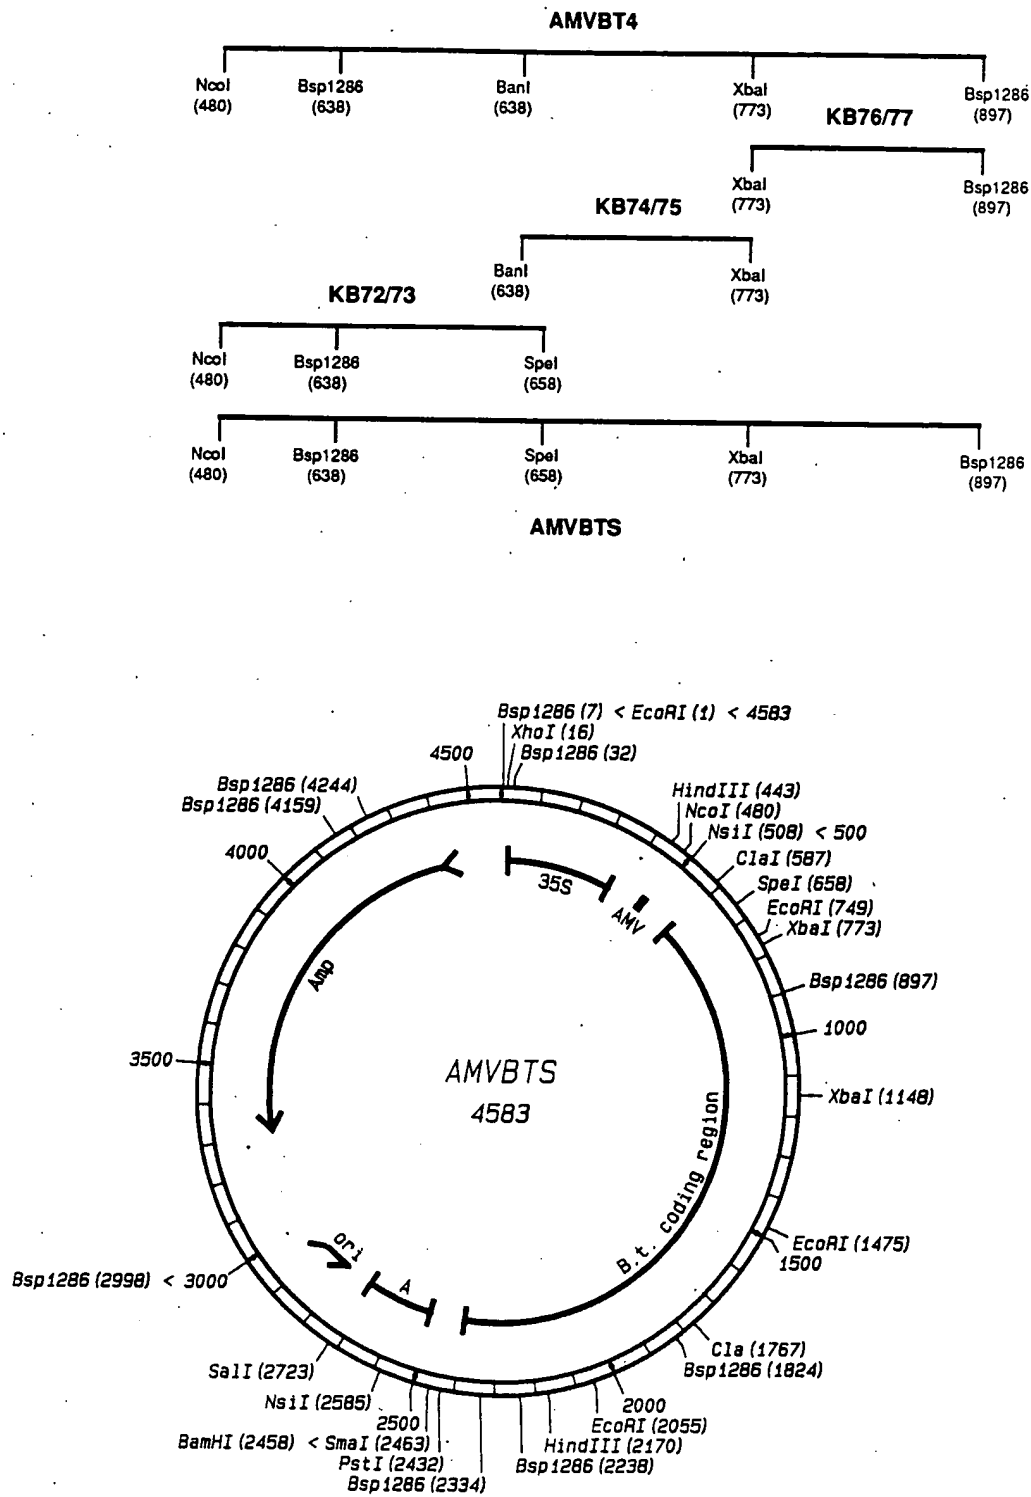 AMVBT4
NcoI Bsp1286 BanI XbaI Bsp1286
(480) (638) (638) (773) (897)
KB76/77
XbaI Bsp1286
(773) (897)
KB74/75
BanI XbaI
(638) (773)
KB72/73
NcoI Bsp1286 SpeI
(480) (638) (658)
NcoI Bsp1286 SpeI XbaI Bsp1286
(480) (638) (658) (773) (897)
AMVBTS
Bsp1286 (7) < EcoRI (1) < 4583
XhoI (16)
4500
Bsp1286 (32)
Bsp1286 (4244)
HindIII (443)
Bsp1286 (4159)
NcoI (480)
NsiI (508) < 500
4000
ClaI (587)
SpeI (658)
35S
EcoRI (749)
AMV
XbaI (773)
Amp
Bsp1286 (897)
1000
3500
AMVBTS
4583
XbaI (1148)
B.t. coding region
EcoRI (1475)
ori
1500
A
Bsp1286 (2998) < 3000
Cla (1767)
SalI (2723)
Bsp1286 (1824)
NsiI (2585)
2000
2500
EcoRI (2055)
BamHI (2458) < SmaI (2463)
HindIII (2170)
PstI (2432)
Bsp1286 (2238)
Bsp1286 (2334)